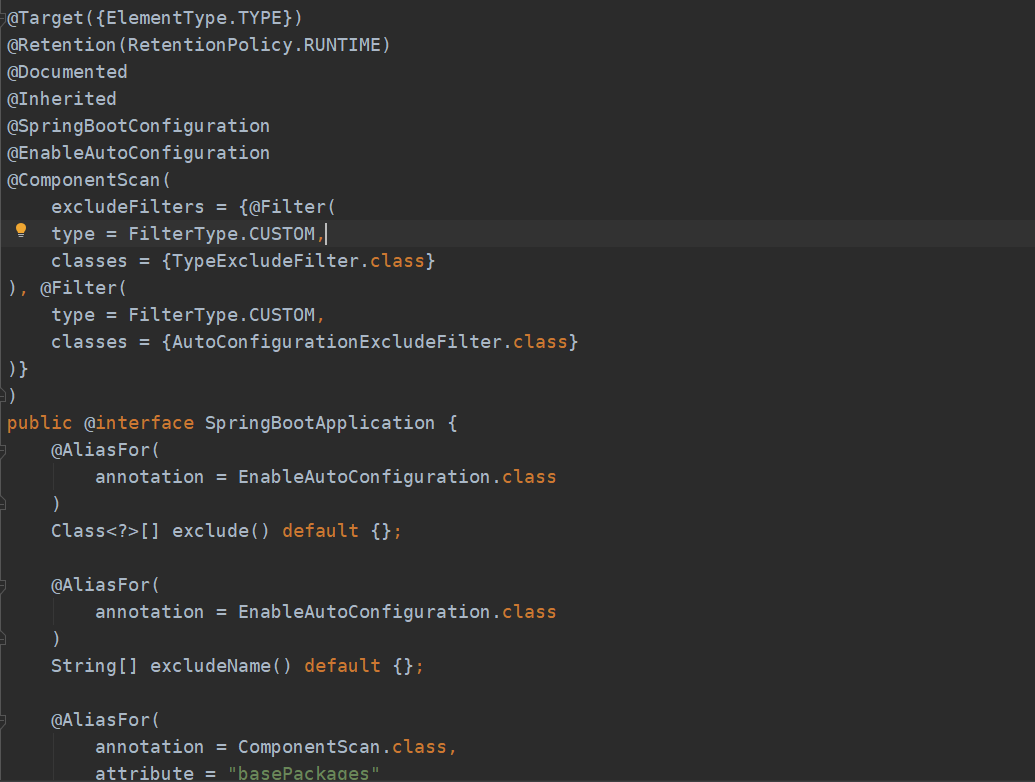 @Target({ElementType.TYPE})
@Retention(RetentionPolicy.RUNTIME)
@Documented
@Inherited
@SpringBootConfiguration
@EnableAutoConfiguration
@ComponentScan(
    excludeFilters = {@Filter(
    type = FilterType.CUSTOM,
    classes = {TypeExcludeFilter.class}
), @Filter(
    type = FilterType.CUSTOM,
    classes = {AutoConfigurationExcludeFilter.class}
)}
)
public @interface SpringBootApplication {
    @AliasFor(
        annotation = EnableAutoConfiguration.class
    )
    Class<?>[] exclude() default {};

    @AliasFor(
        annotation = EnableAutoConfiguration.class
    )
    String[] excludeName() default {};

    @AliasFor(
        annotation = ComponentScan.class,
        attribute = "basePackages"